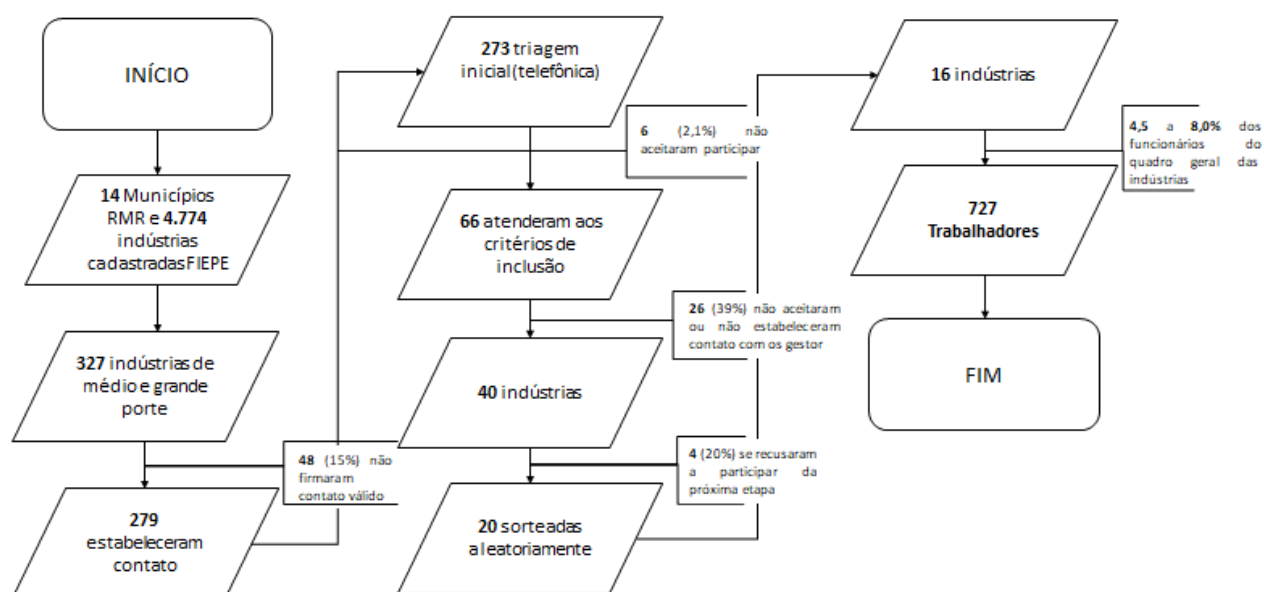 INÍCIO
14 Municípios
RMR e 4.774
indústrias
cadastradas FIEPE
327 indústrias de
médio e grande
porte
48 (15%) não
firmaram
contato válido
279
estabeleceram
contato
273 triagem
inicial (telefônica)
6 (2,1%) não
aceitaram participar
66 atenderam aos
critérios de
inclusão
26 (39%) não aceitaram
ou não estabeleceram
contato com os gestor
40 indústrias
4 (20%) se recusaram
a participar da
próxima etapa
20 sorteadas
aleatoriamente
16 indústrias
4,5 a 8,0% dos
funcionários do
quadro geral das
indústrias
727
Trabalhadores
FIM